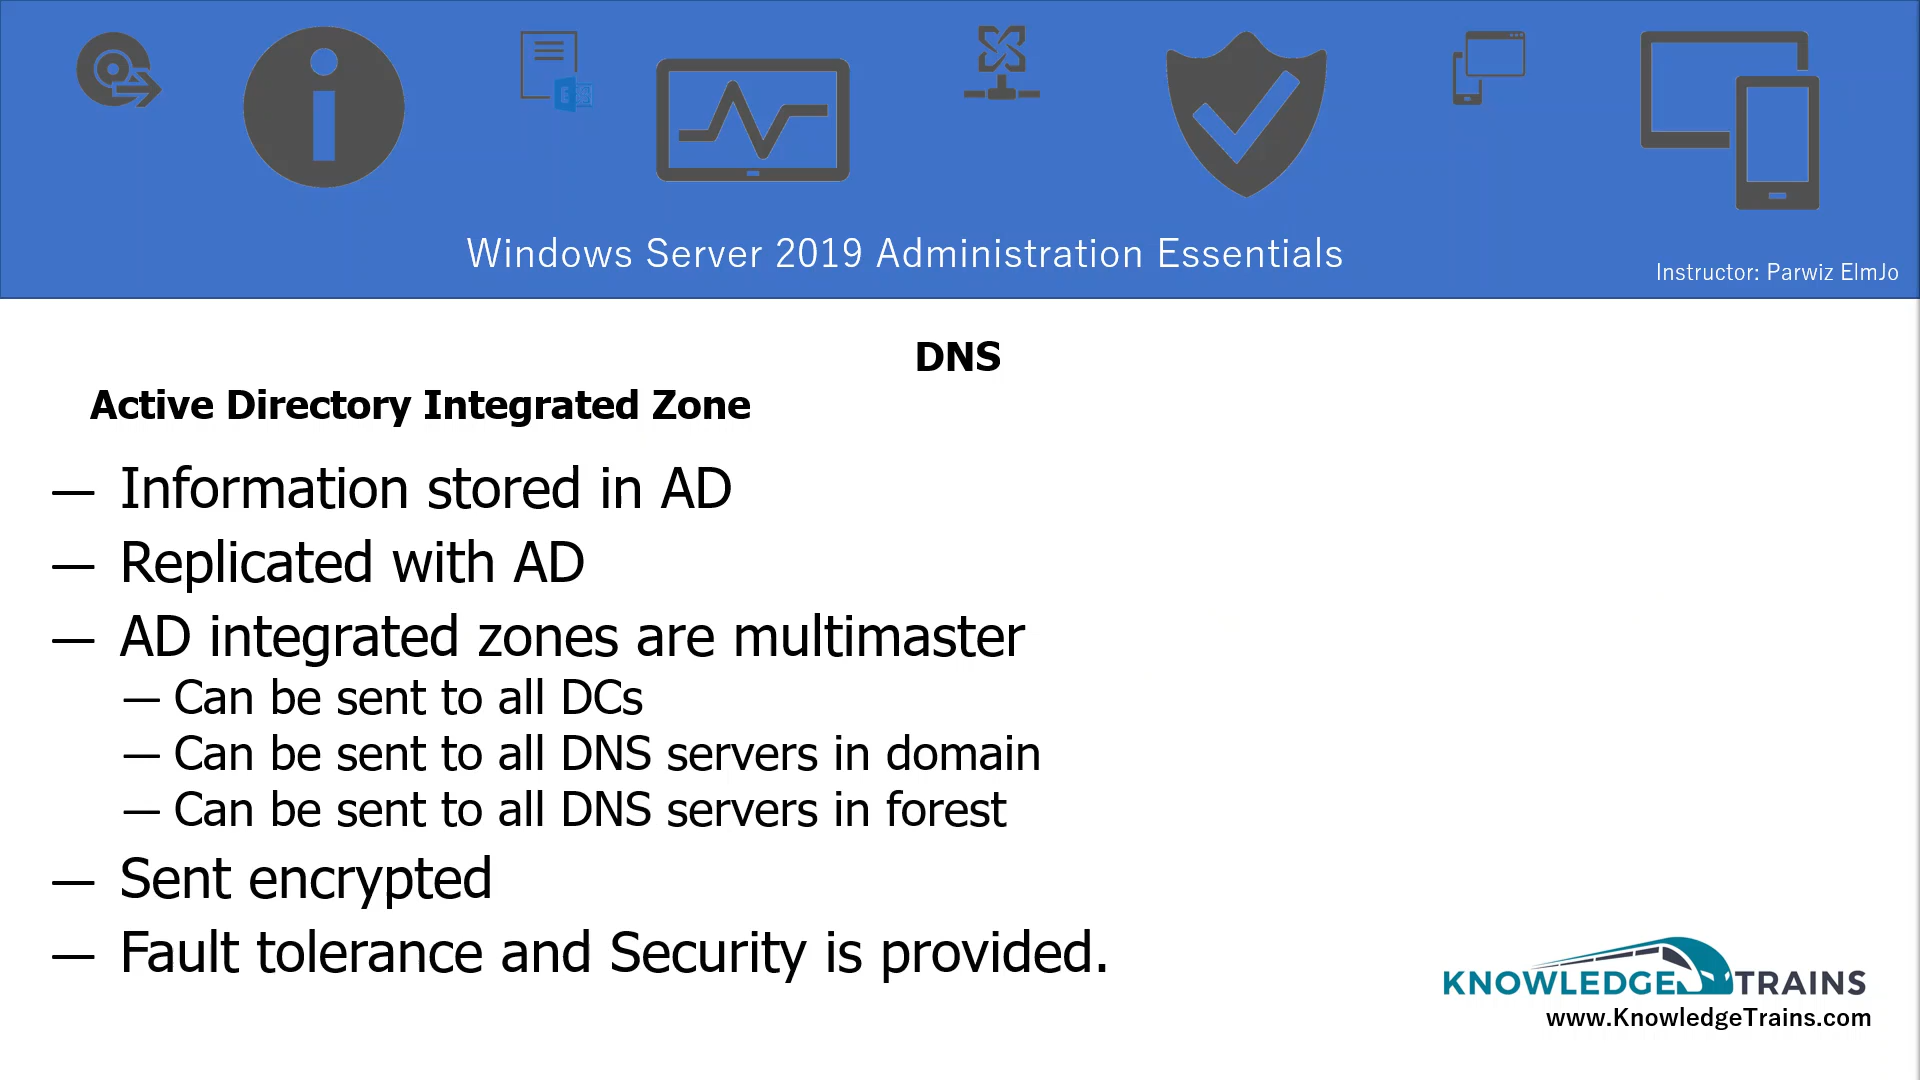 Windows Server 2019 Administration Essentials
Instructor: Parwiz ElmJo
DNS
Active Directory Integrated Zone
— Information stored in AD
— Replicated with AD
— AD integrated zones are multimaster
— Can be sent to all DCs
— Can be sent to all DNS servers in domain
— Can be sent to all DNS servers in forest
— Sent encrypted
— Fault tolerance and Security is provided.
KNOWLEDGE TRAINS
www.KnowledgeTrains.com